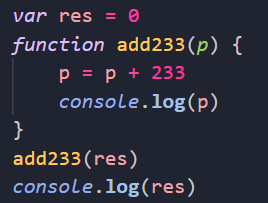 var res = 0
function add233(p) {
    p = p + 233
    console.log(p)
}
add233(res)
console.log(res)